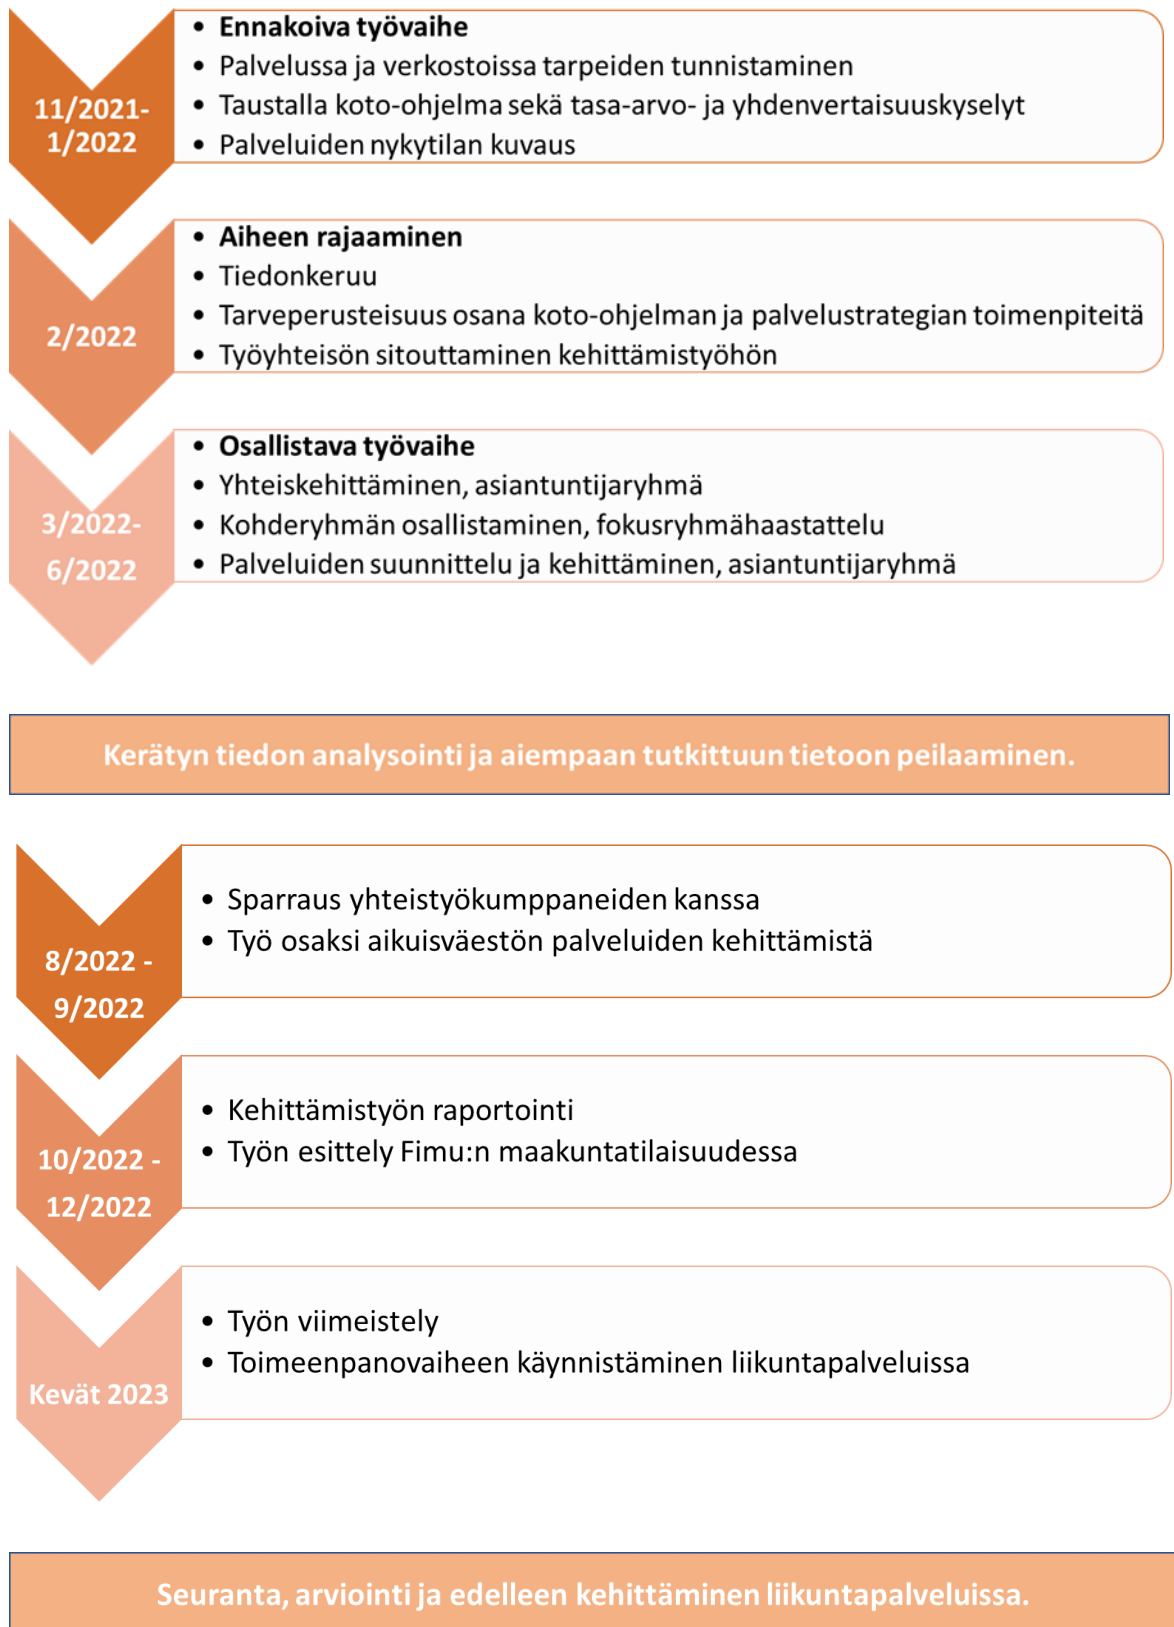 11/2021-
1/2022
• Ennakoiva työvaihe
• Palvelussa ja verkostoissa tarpeiden tunnistaminen
• Taustalla koto-ohjelma sekä tasa-arvo- ja yhdenvertaisuuskyselyt
• Palveluiden nykytilan kuvaus
2/2022
• Aiheen rajaaminen
• Tiedonkeruu
• Tarveperusteisuus osana koto-ohjelman ja palvelustrategian toimenpiteitä
• Työyhteisön sitouttaminen kehittämistyöhön
3/2022-
6/2022
• Osallistava työvaihe
• Yhteiskehittäminen, asiantuntijaryhmä
• Kohderyhmän osallistaminen, fokusryhmähaastattelu
• Palveluiden suunnittelu ja kehittäminen, asiantuntijaryhmä
Kerätyn tiedon analysointi ja aiempaan tutkittuun tietoon peilaaminen.
8/2022 -
9/2022
• Sparraus yhteistyökumppaneiden kanssa
• Työ osaksi aikuisväestön palveluiden kehittämistä
10/2022 -
12/2022
• Kehittämistyön raportointi
• Työn esittely Fimu:n maakuntatilaisuudessa
Kevät 2023
• Työn viimeistely
• Toimeenpanovaiheen käynnistäminen liikuntapalveluissa
Seuranta, arviointi ja edelleen kehittäminen liikuntapalveluissa.